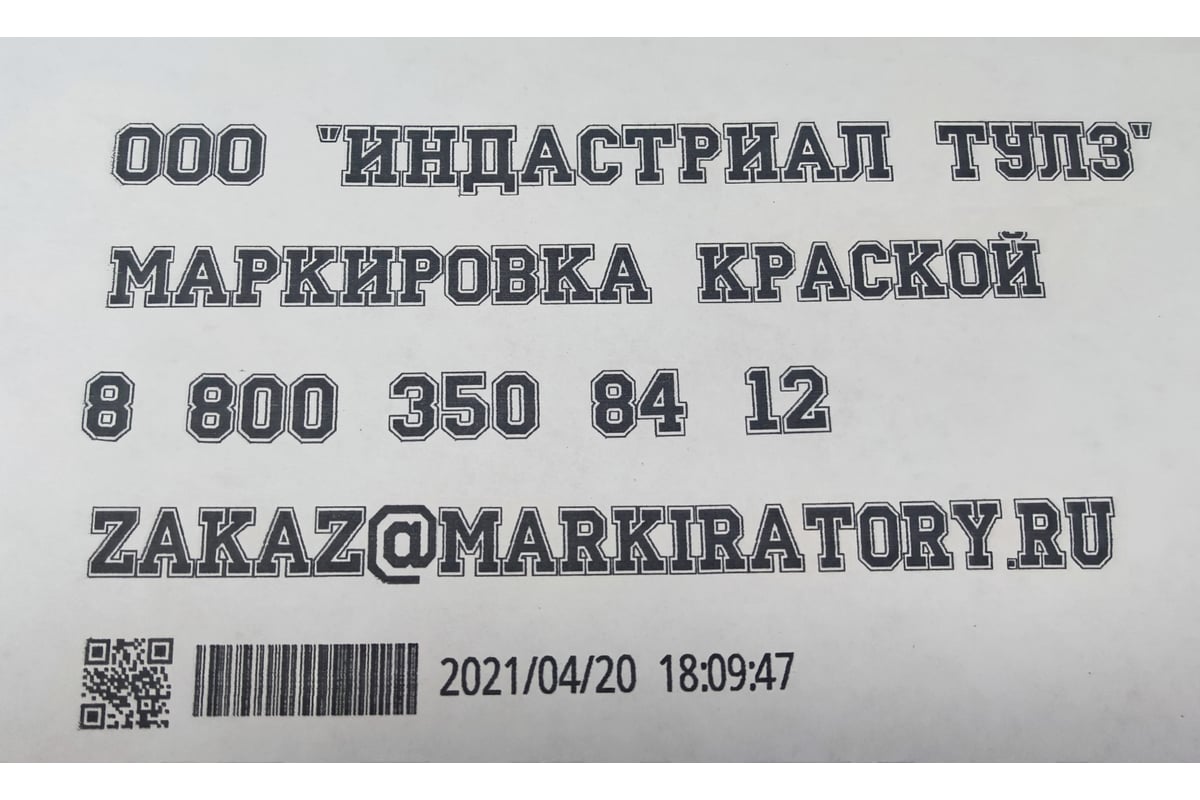 ООО "ИНДАСТРИАЛ ТУЛЗ"
МАРКИРОВКА КРАСКОЙ
8 800 350 84 12
ZAKAZ@MARKIRATORY.RU
2021/04/20 18:09:47